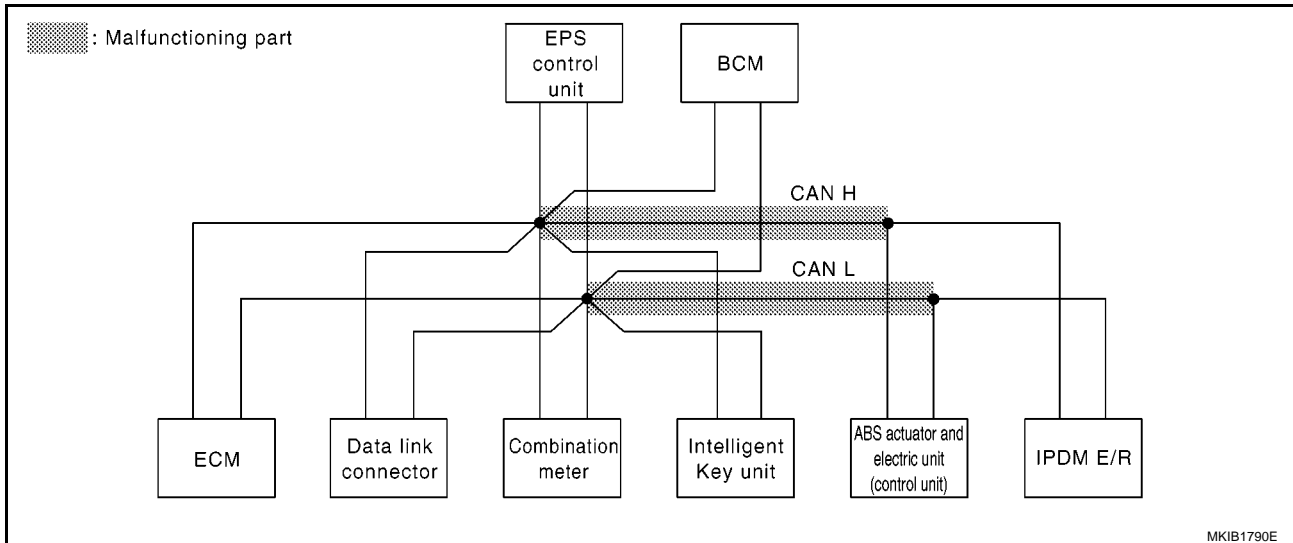 : Malfunctioning part
EPS
control
unit
BCM
CAN H
CAN L
ECM
Data link
connector
Combination
meter
Intelligent
Key unit
ABS actuator and
electric unit
(control unit)
IPDM E/R
MKIB1790E